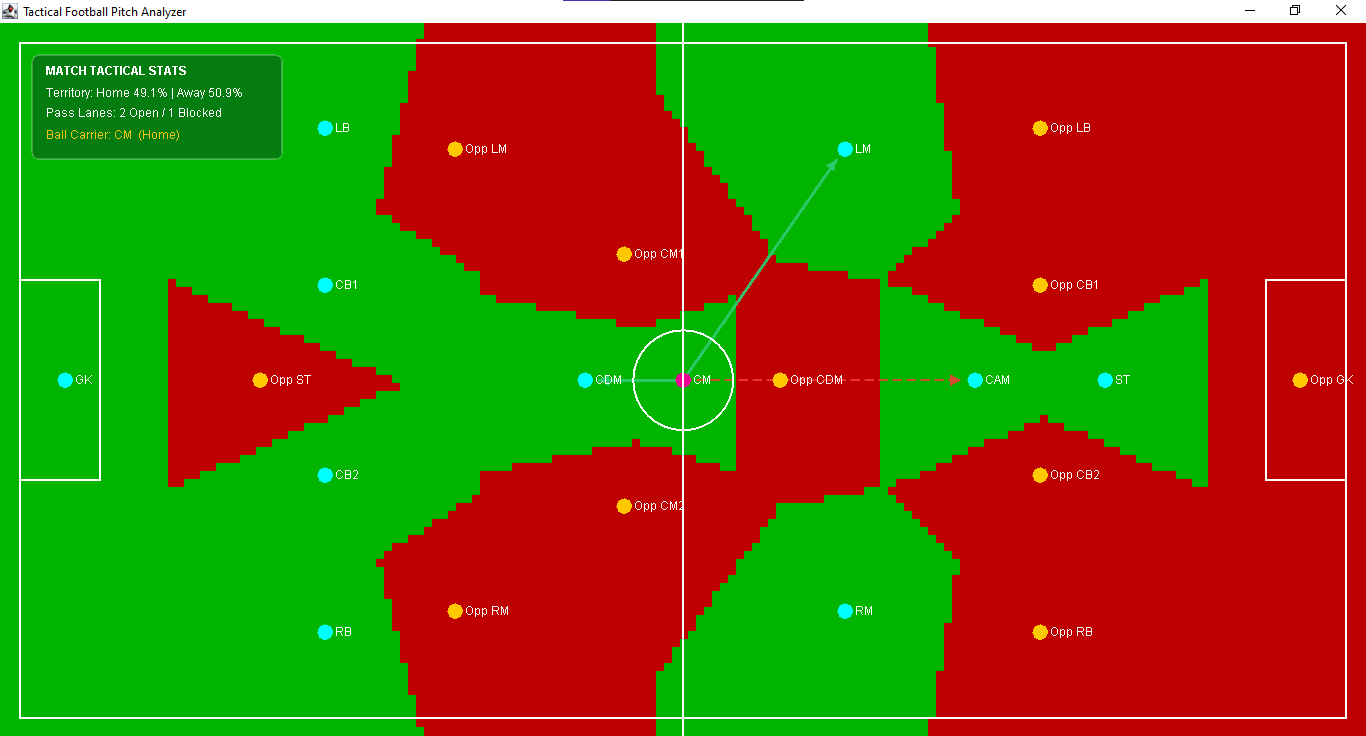 Tactical Football Pitch Analyzer
MATCH TACTICAL STATS
Territory: Home 49.1% | Away 50.9%
Pass Lanes: 2 Open / 1 Blocked
Ball Carrier: CM (Home)
LB
Opp LM
LM
Opp LB
Opp CM1
CB1
Opp CB1
GK
Opp ST
CDM
CM
Opp CDM
CAM
ST
Opp GK
CB2
Opp CB2
Opp CM2
RB
Opp RM
RM
Opp RB